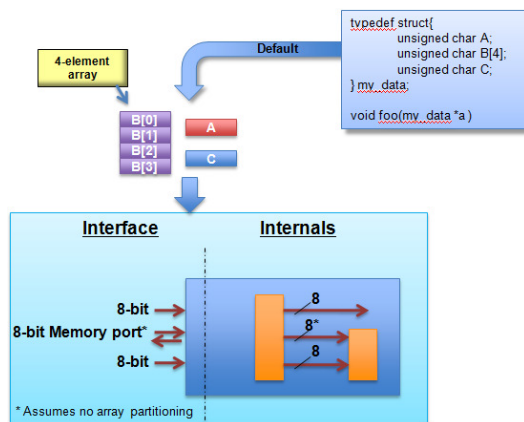 typedef struct{
unsigned char A;
unsigned char B[4];
unsigned char C;
} my_data;
void foo(my_data *a )
Default
4-element
array
B[0]
B[1]
B[2]
B[3]
A
C
Interface
Internals
8-bit
8-bit Memory port*
8-bit
8
8*
8
* Assumes no array partitioning